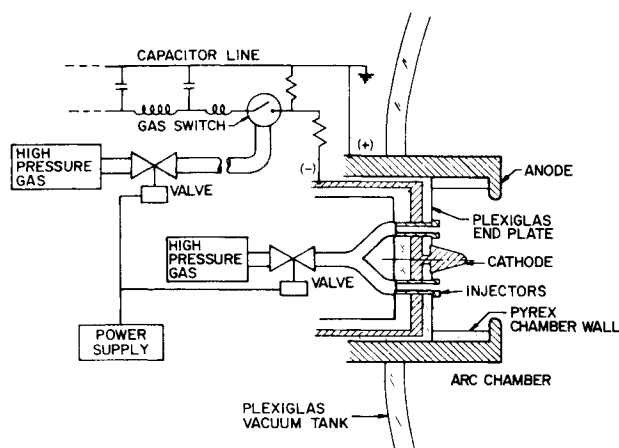 CAPACITOR LINE
GAS SWITCH
(+)
(-)
HIGH
PRESSURE
GAS
VALVE
ANODE
PLEXIGLAS
END PLATE
HIGH
PRESSURE
GAS
VALVE
CATHODE
INJECTORS
POWER
SUPPLY
PYREX
CHAMBER WALL
ARC CHAMBER
PLEXIGLAS
VACUUM TANK